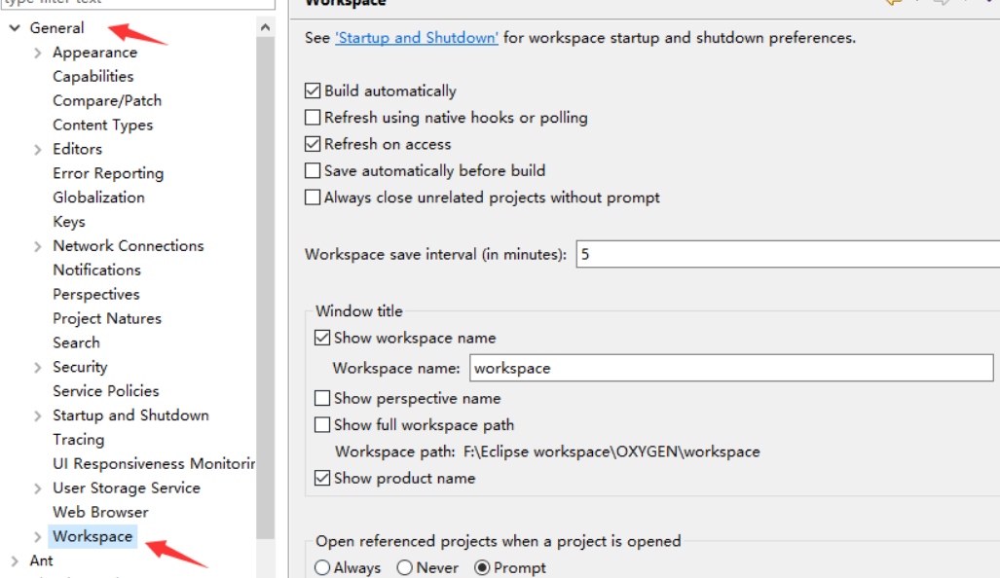 type filter text
General
Appearance
Capabilities
Compare/Patch
Content Types
Editors
Error Reporting
Globalization
Keys
Network Connections
Notifications
Perspectives
Project Natures
Search
Security
Service Policies
Startup and Shutdown
Tracing
UI Responsiveness Monitorin
User Storage Service
Web Browser
Workspace
Ant
Workspace
See 'Startup and Shutdown' for workspace startup and shutdown preferences.
Build automatically
Refresh using native hooks or polling
Refresh on access
Save automatically before build
Always close unrelated projects without prompt
Workspace save interval (in minutes): 5
Window title
Show workspace name
Workspace name: workspace
Show perspective name
Show full workspace path
Workspace path: F:\Eclipse workspace\OXYGEN\workspace
Show product name
Open referenced projects when a project is opened
Always Never Prompt